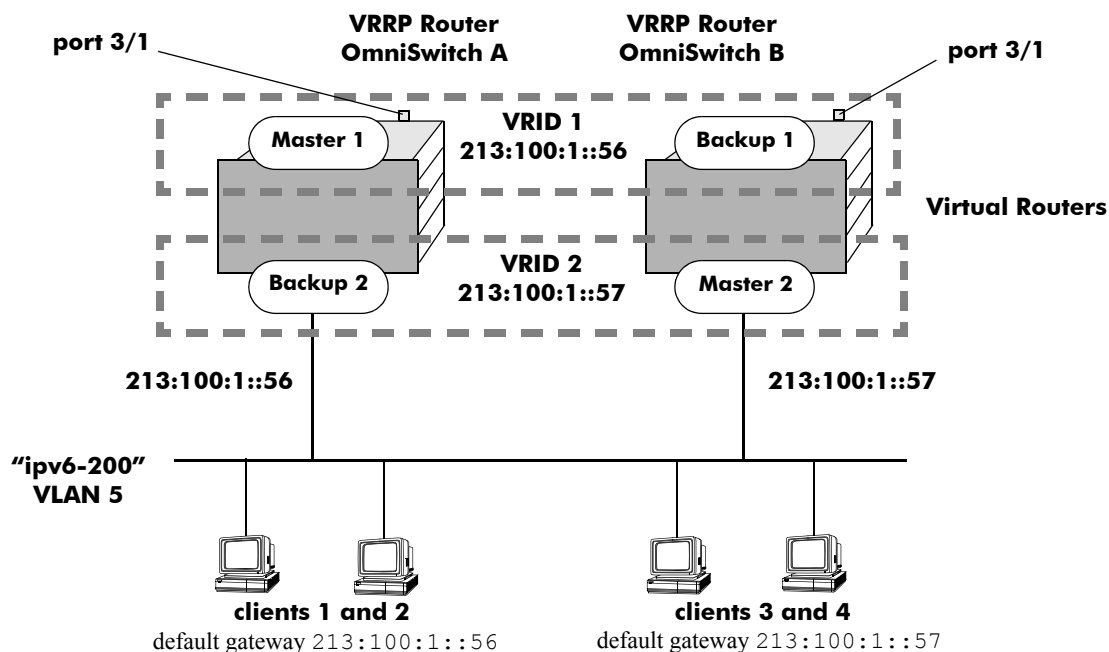 VRRP Router
OmniSwitch A
VRRP Router
OmniSwitch B
port 3/1
port 3/1
Master 1
VRID 1
213:100:1::56
Backup 1
Virtual Routers
Backup 2
VRID 2
213:100:1::57
Master 2
213:100:1::56
213:100:1::57
“ipv6-200”
VLAN 5
clients 1 and 2
default gateway 213:100:1::56
clients 3 and 4
default gateway 213:100:1::57